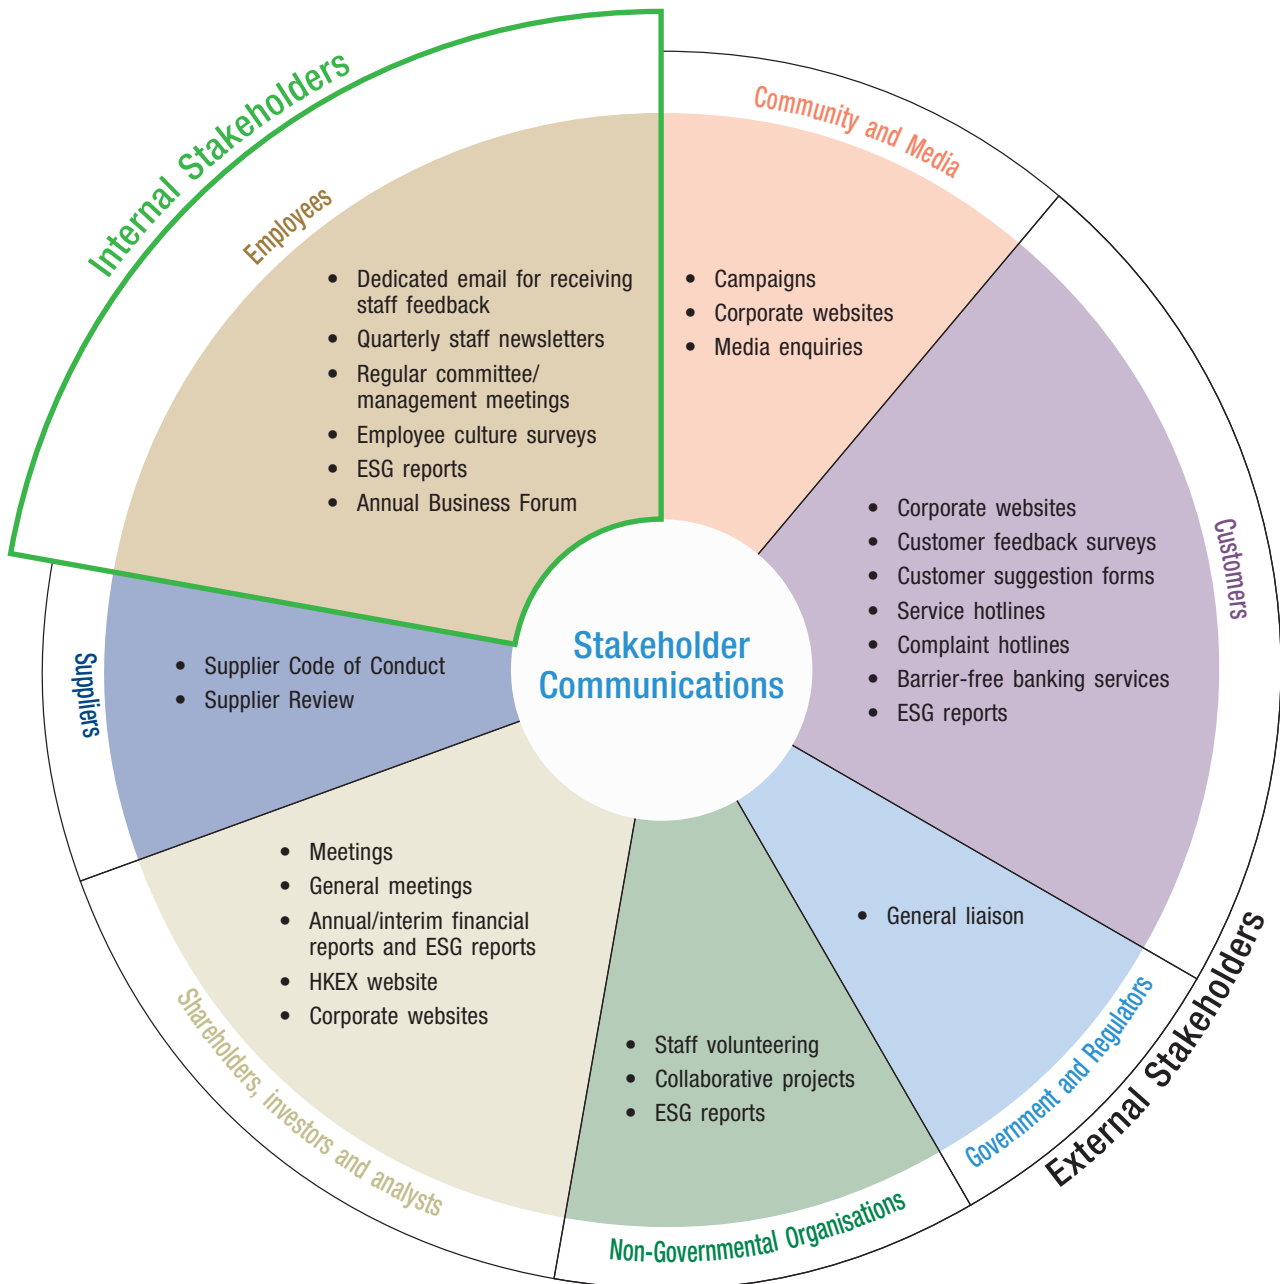 Internal Stakeholders
Employees
• Dedicated email for receiving
staff feedback
• Quarterly staff newsletters
• Regular committee/
management meetings
• Employee culture surveys
• ESG reports
• Annual Business Forum
Community and Media
• Campaigns
• Corporate websites
• Media enquiries
Customers
• Corporate websites
• Customer feedback surveys
• Customer suggestion forms
• Service hotlines
• Complaint hotlines
• Barrier-free banking services
• ESG reports
Stakeholder
Communications
Suppliers
• Supplier Code of Conduct
• Supplier Review
Shareholders, investors and analysts
• Meetings
• General meetings
• Annual/interim financial
reports and ESG reports
• HKEX website
• Corporate websites
Non-Governmental Organisations
• Staff volunteering
• Collaborative projects
• ESG reports
Government and Regulators
• General liaison
External Stakeholders